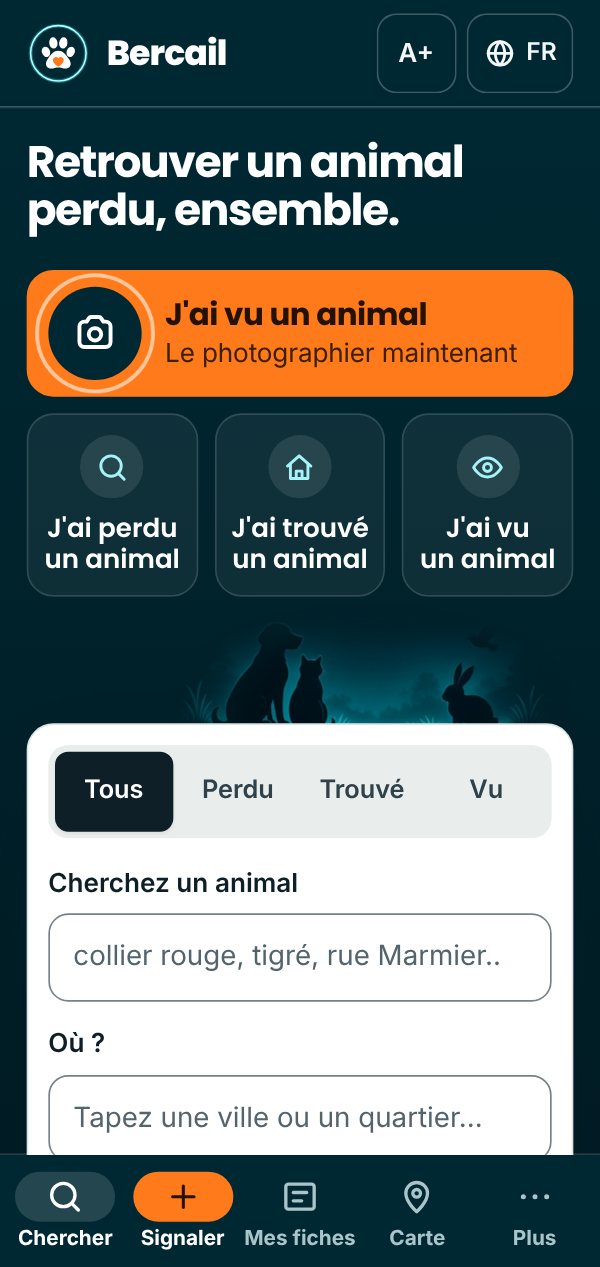 Bercail
A+
FR
Retrouver un animal
perdu, ensemble.
J'ai vu un animal
Le photographier maintenant
J'ai perdu
un animal
J'ai trouvé
un animal
J'ai vu
un animal
Tous
Perdu
Trouvé
Vu
Cherchez un animal
collier rouge, tigré, rue Marmier..
Où ?
Tapez une ville ou un quartier...
Chercher
Signaler
Mes fiches
Carte
Plus